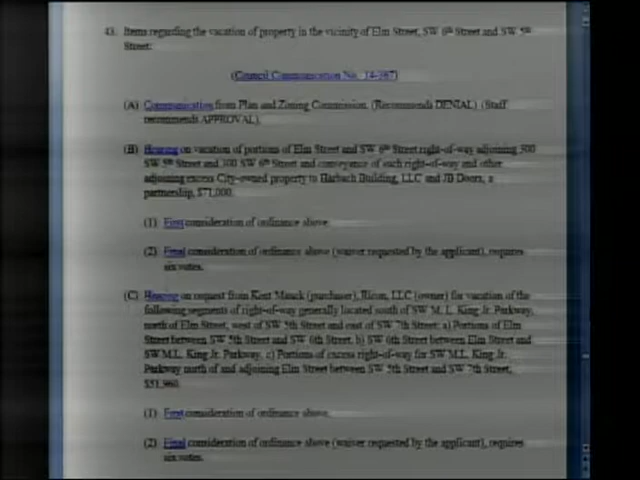 43. Items regarding the vacation of property in the vicinity of Elm Street, SW 6th Street and SW 5th
Street:
(Council Communication No. 14-367)
(A) Communication from Plan and Zoning Commission. (Recommends DENIAL) (Staff
recommends APPROVAL).
(B) Hearing on vacation of portions of Elm Street and SW 6th Street right-of-way adjoining 300
SW 5th Street and 300 SW 6th Street and conveyance of such right-of-way and other
adjoining excess City-owned property to Harbach Building, LLC and JB Doors, a
partnership, $71,000.
(1) First consideration of ordinance above.
(2) Final consideration of ordinance above (waiver requested by the applicant), requires
six votes.
(C) Hearing on request from Kent Mauck (purchaser), LLC (owner) for vacation of the
following segments of right-of-way generally located south of SW M. L. King Jr. Parkway,
north of Elm Street, west of SW 5th Street and east of SW 7th Street: a) Portions of Elm
Street between SW 5th Street and SW 6th Street. b) SW 6th Street between Elm Street and
SW M.L. King Jr. Parkway. c) Portions of excess right-of-way for SW M.L. King Jr.
Parkway north of and adjoining Elm Street between SW 5th Street and SW 7th Street,
$51,960.
(1) First consideration of ordinance above.
(2) Final consideration of ordinance above (waiver requested by the applicant), requires
six votes.